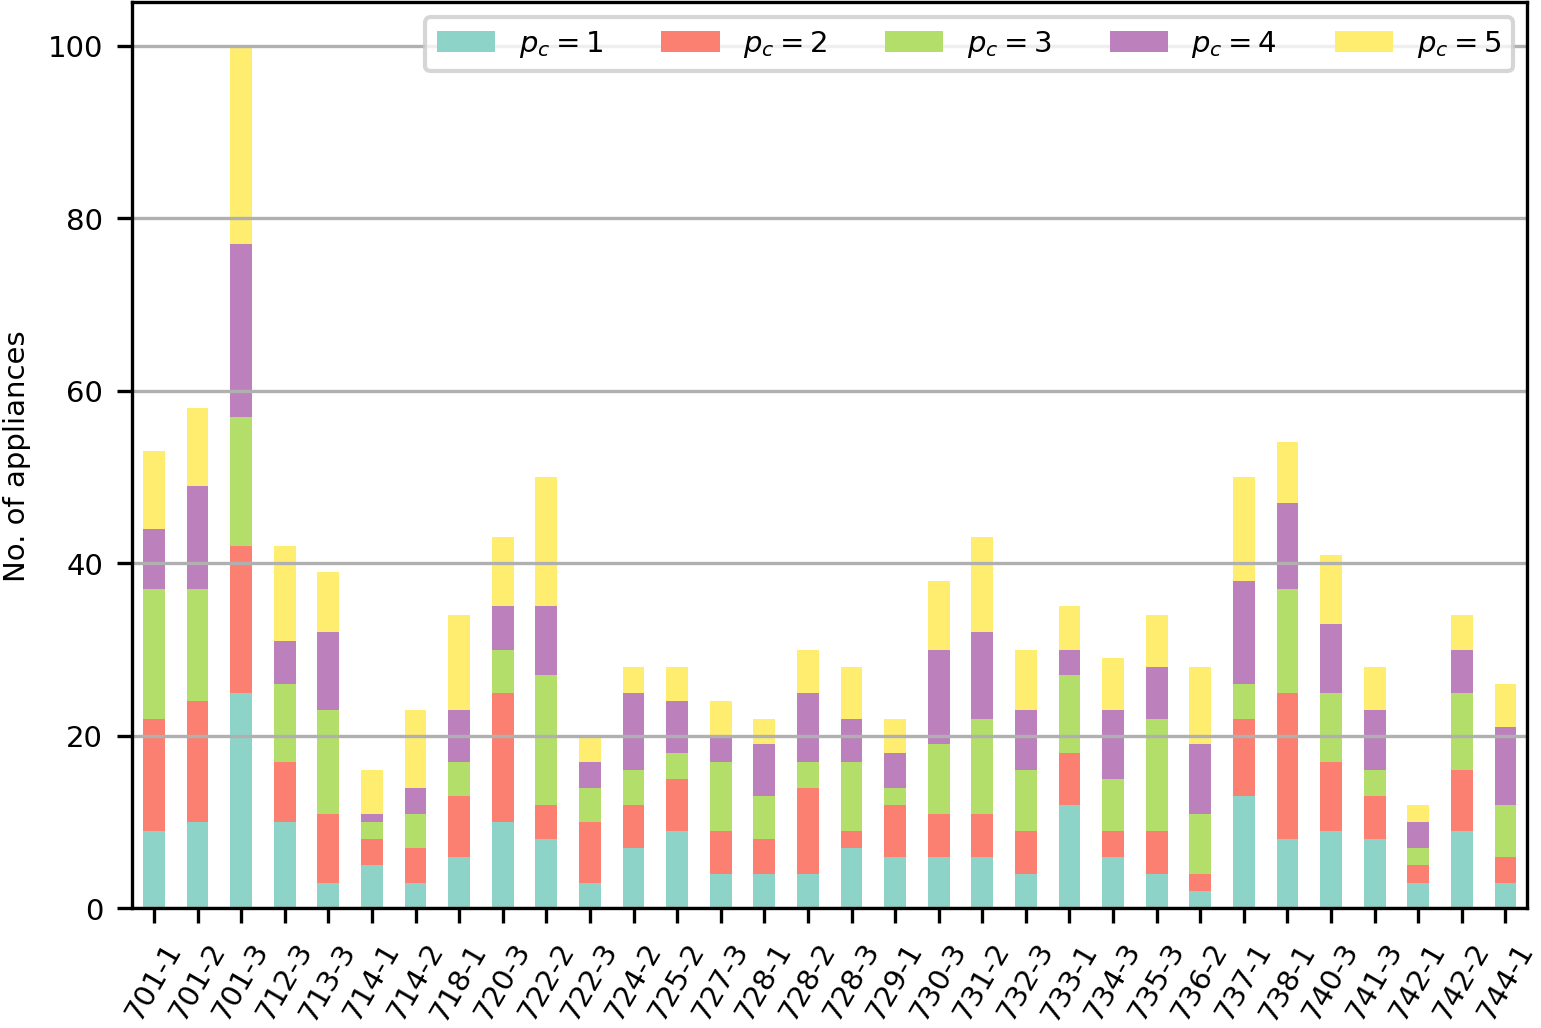 No. of appliances
100
80
60
40
20
0
p_c = 1 p_c = 2 p_c = 3 p_c = 4 p_c = 5
701-1 701-2 701-3 712-3 713-3 714-1 714-2 718-1 720-3 722-2 722-3 724-2 725-2 727-3 728-1 728-2 728-3 729-1 730-3 731-2 732-3 733-1 734-3 735-3 736-2 737-1 738-1 740-3 741-3 742-1 742-2 744-1